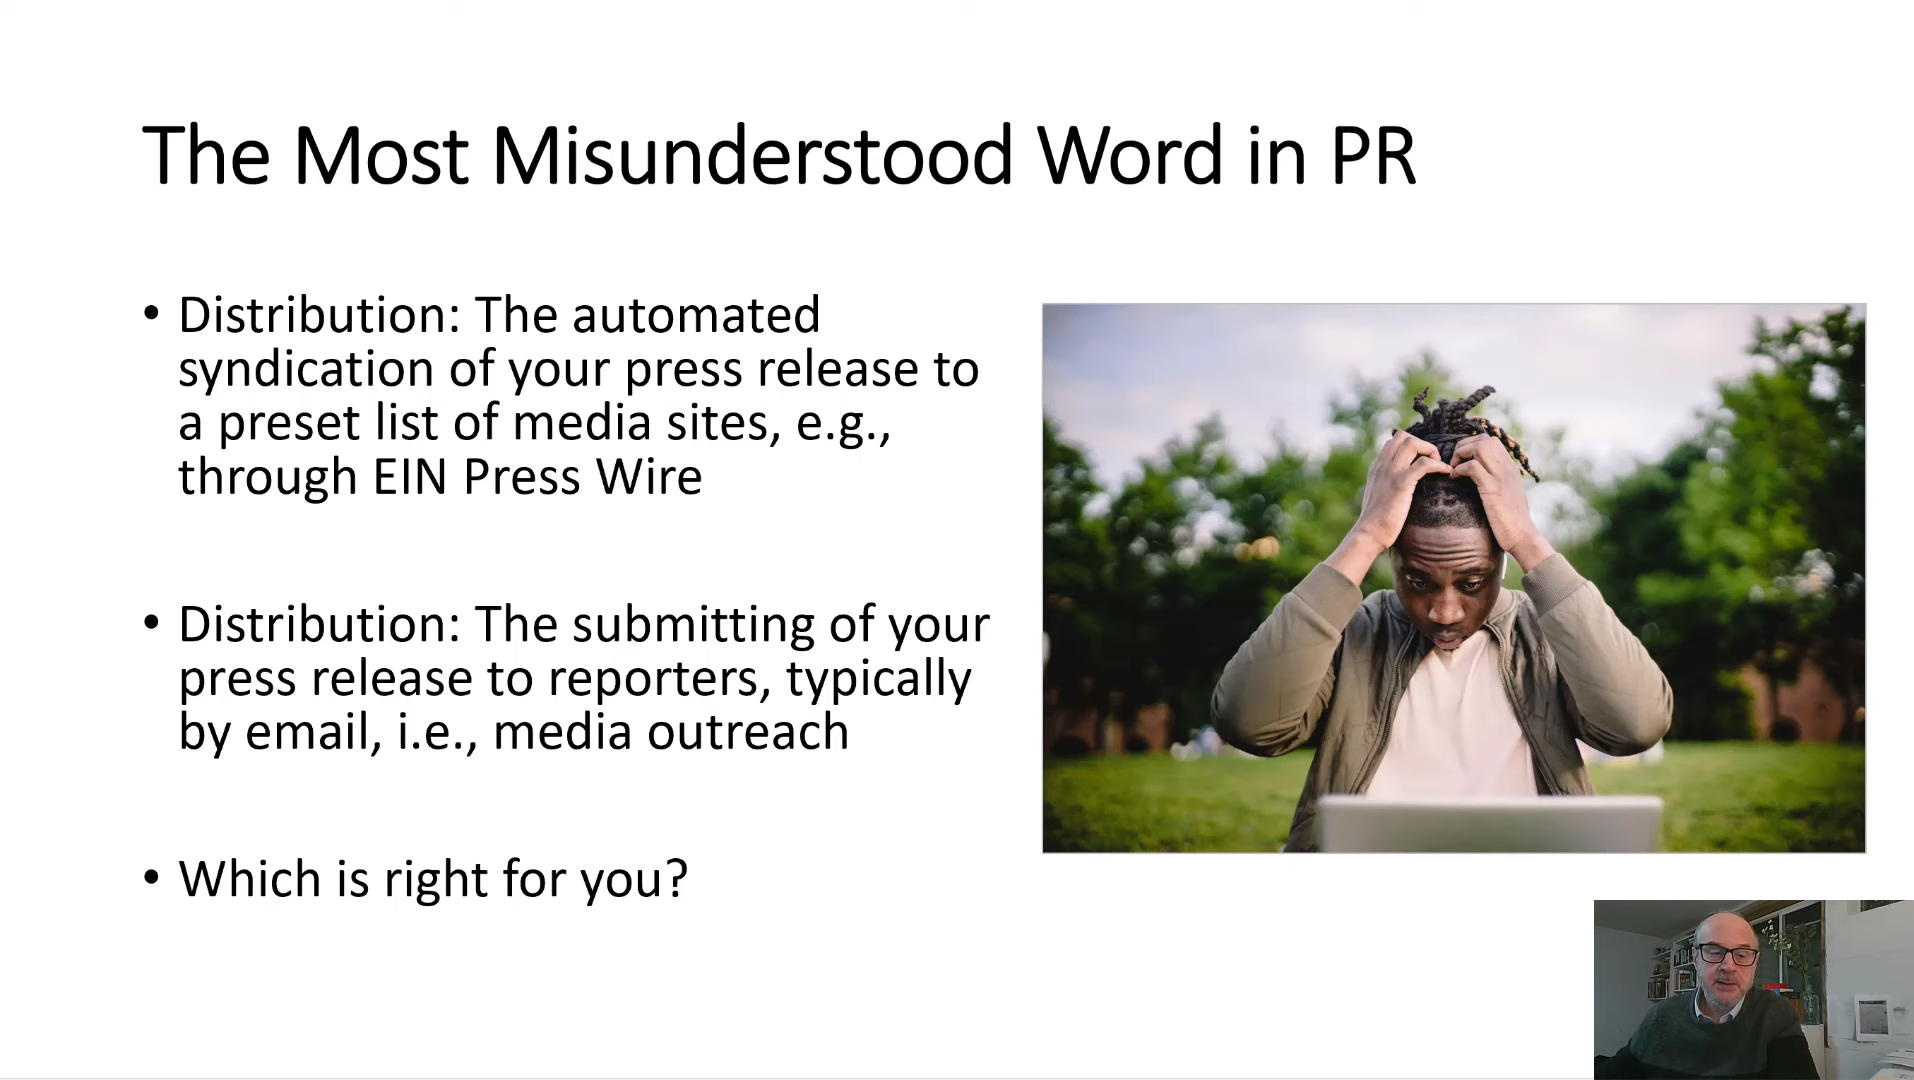 The Most Misunderstood Word in PR
• Distribution: The automated
syndication of your press release to
a preset list of media sites, e.g.,
through EIN Press Wire
• Distribution: The submitting of your
press release to reporters, typically
by email, i.e., media outreach
• Which is right for you?